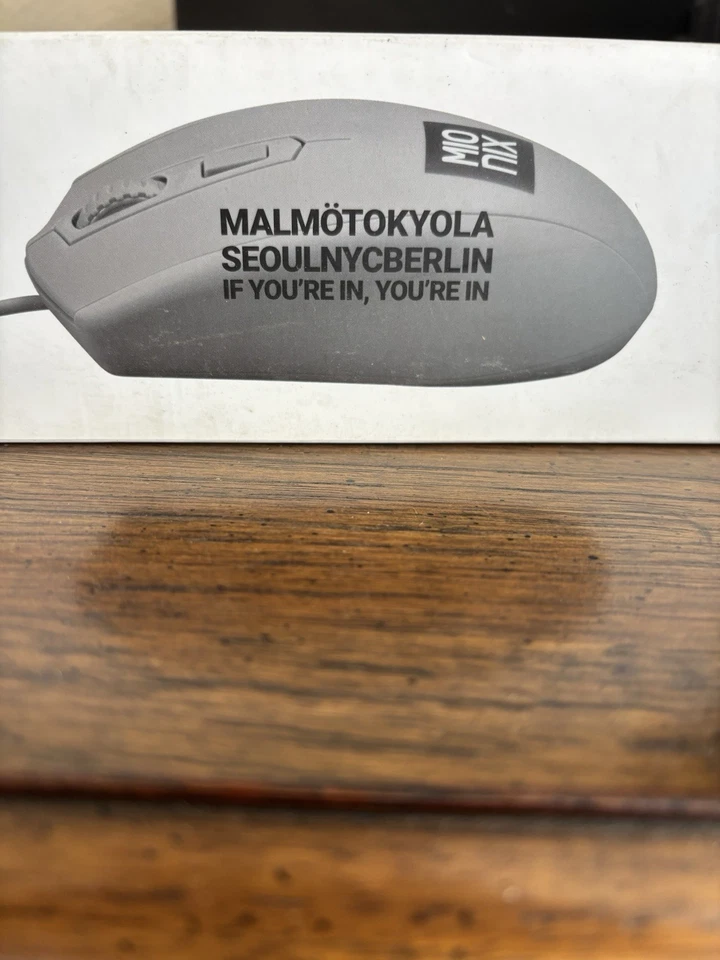 MIO
NIX
MALMÖTOKYOLA
SEOULNYCBERLIN
IF YOU'RE IN, YOU'RE IN